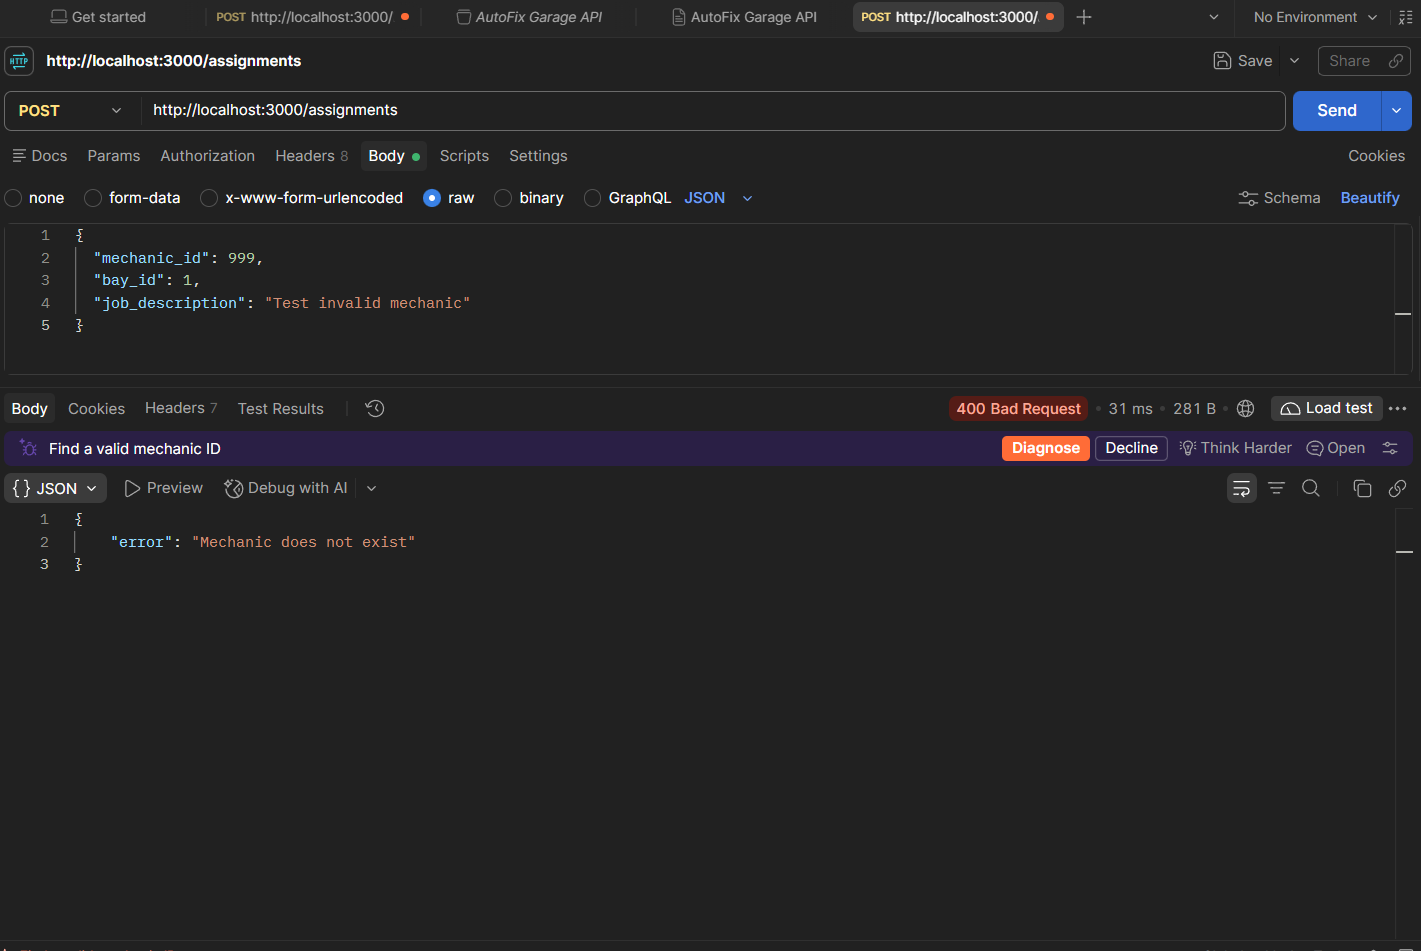 Get started POST http://localhost:3000/ AutoFix Garage API AutoFix Garage API POST http://localhost:3000/. No Environment
HTTP http://localhost:3000/assignments Save Share
POST http://localhost:3000/assignments Send
Docs Params Authorization Headers 8 Body Scripts Settings Cookies
none form-data x-www-form-urlencoded raw binary GraphQL JSON Schema Beautify
1 {
2 "mechanic_id": 999,
3 "bay_id": 1,
4 "job_description": "Test invalid mechanic"
5 }
Body Cookies Headers 7 Test Results 400 Bad Request • 31 ms • 281 B • Load test
Find a valid mechanic ID Diagnose Decline Think Harder Open
{} JSON Preview Debug with AI
1 {
2 "error": "Mechanic does not exist"
3 }